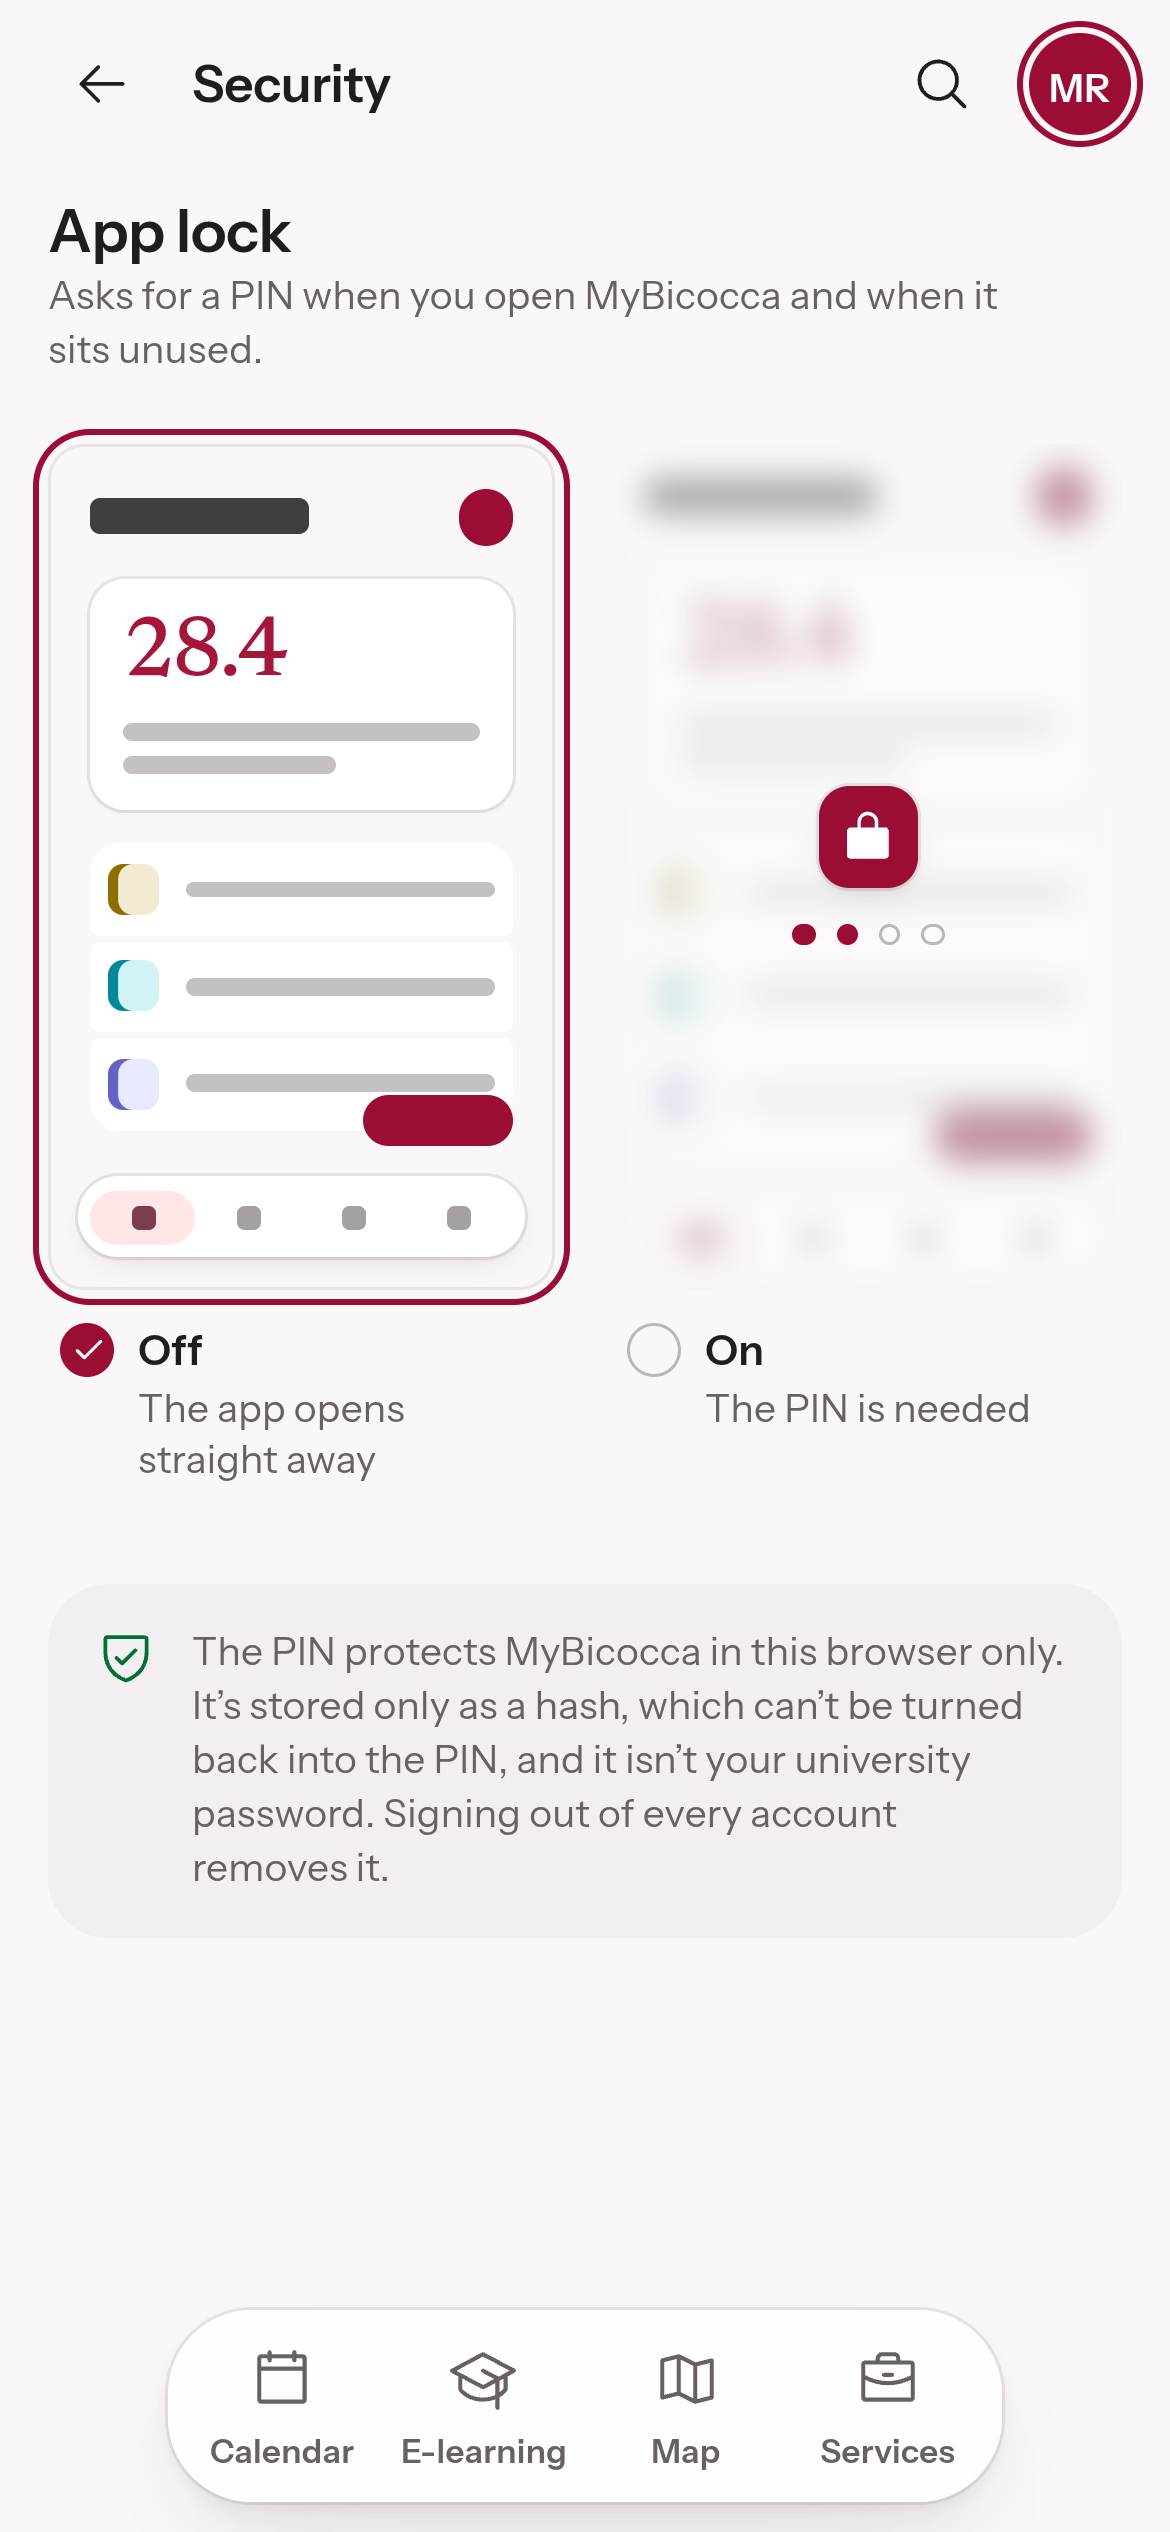 Security
MR
App lock
Asks for a PIN when you open MyBicocca and when it
sits unused.
28.4
28.4
Off
The app opens
straight away
On
The PIN is needed
The PIN protects MyBicocca in this browser only.
It’s stored only as a hash, which can’t be turned
back into the PIN, and it isn’t your university
password. Signing out of every account
removes it.
Calendar
E-learning
Map
Services